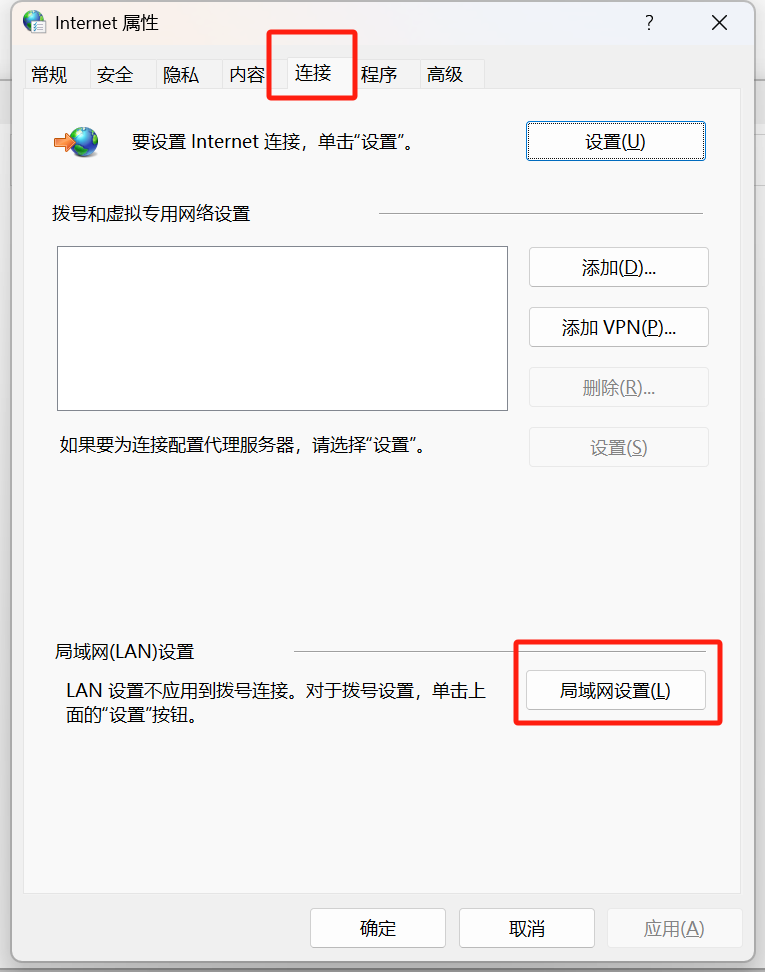 Internet 属性
?
常规 安全 隐私 内容 连接 程序 高级
要设置 Internet 连接，单击“设置”。
设置(U)
拨号和虚拟专用网络设置
添加(D)...
添加 VPN(P)...
删除(R)...
如果要为连接配置代理服务器，请选择“设置”。
设置(S)
局域网(LAN)设置
LAN 设置不应用到拨号连接。对于拨号设置，单击上
面的“设置”按钮。
局域网设置(L)
确定 取消 应用(A)